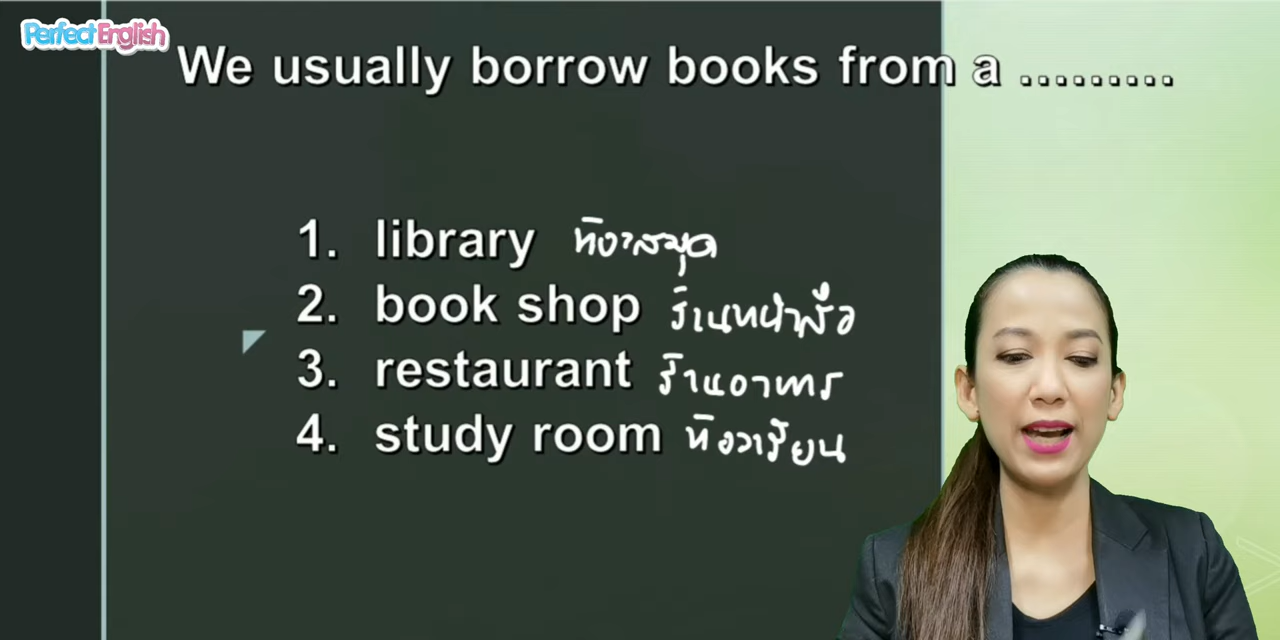 PerfectEnglish
We usually borrow books from a .........
1. library ห้องสมุด
2. book shop ร้านหนังสือ
3. restaurant ร้านอาหาร
4. study room ห้องเรียน